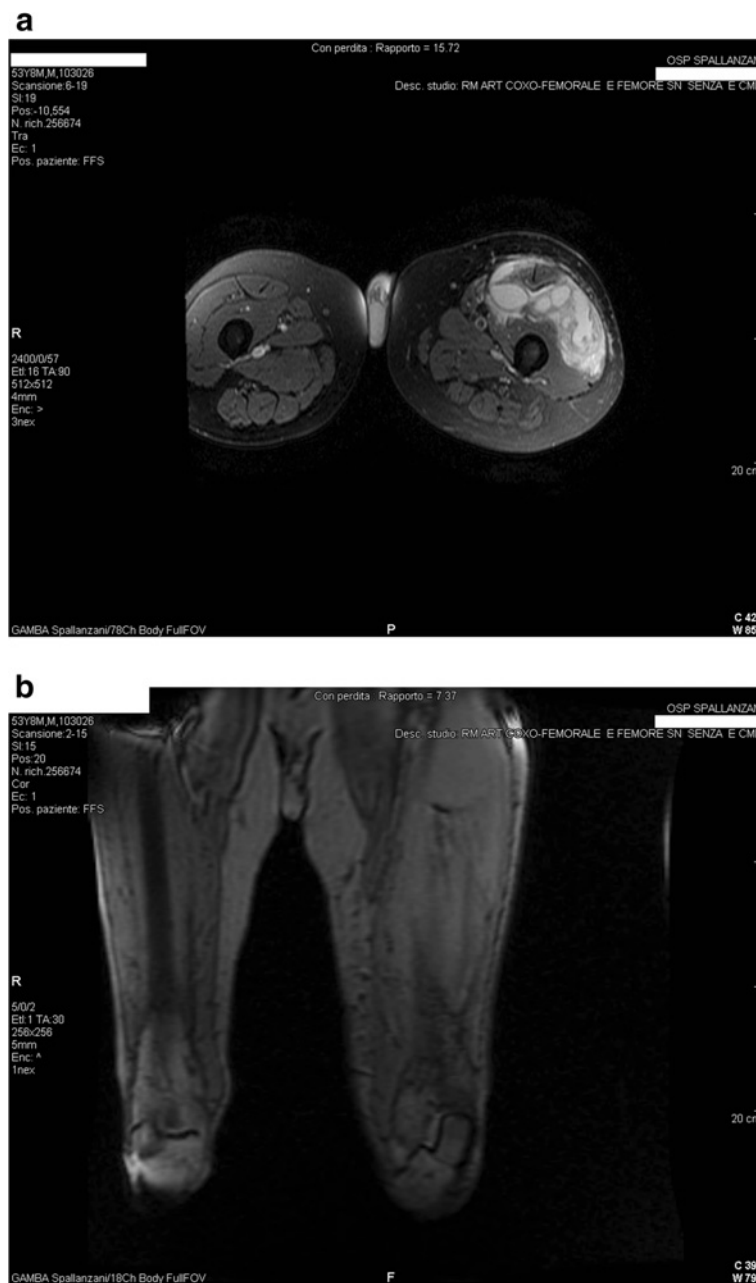 a
Con perdita : Rapporto = 15.72
OSP SPALLANZAN
53Y8M,M,103026
Desc. studio: RM ART COXO-FEMORALE E FEMORE SN SENZA E CM
Scansione:6-19
SI:19
Pos:-10,554
N. rich.256674
Tra
Ec: 1
Pos. paziente: FFS
R
2400/0/57
Etl:16 TA:90
512x512
4mm
Enc: >
3nex
20 cm
C 42
W 85
GAMBA Spallanzani/78Ch Body FullFOV
P
b
Con perdita : Rapporto = 7.37
OSP SPALLANZAN
53Y8M,M,103026
Desc. studio: RM ART COXO-FEMORALE E FEMORE SN SENZA E CM
Scansione:2-15
SI:15
Pos:20
N. rich.256674
Cor
Ec: 1
Pos. paziente: FFS
R
5/0/2
Etl:1 TA:30
256x256
5mm
Enc: ^
1nex
20 cm
W 79
GAMBA Spallanzani/18Ch Body FullFOV
F